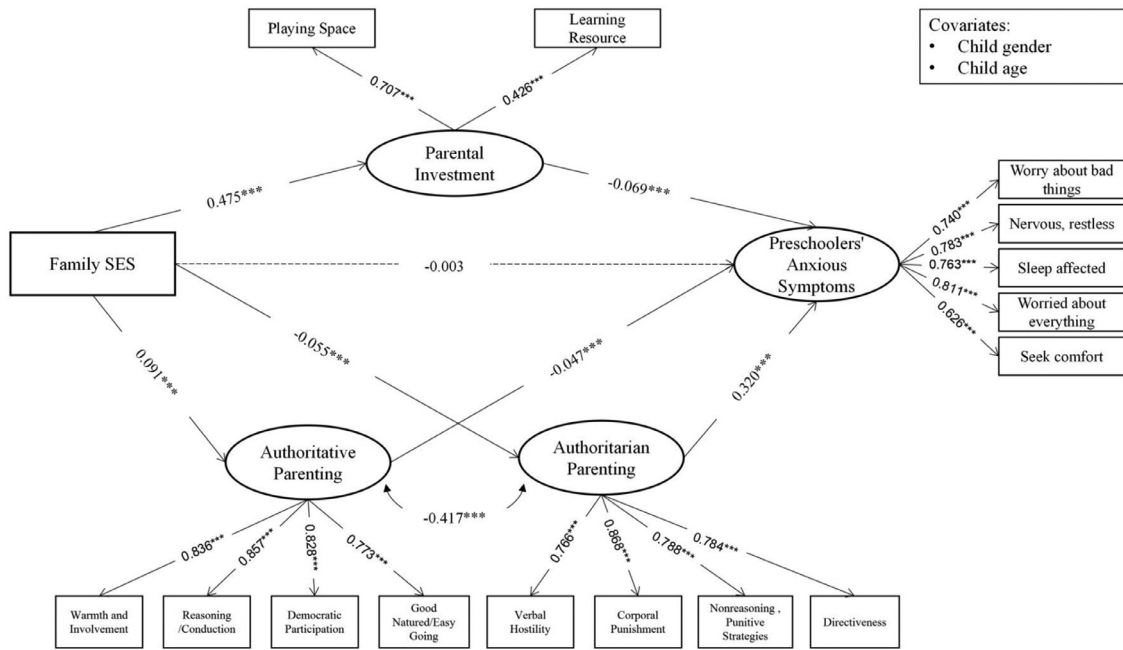 Playing Space
Learning
Resource
Covariates:
• Child gender
• Child age
0.707***
0.426***
Parental
Investment
0.475***
-0.069***
Worry about bad
things
0.740***
Nervous, restless
0.783***
Family SES
-0.003
Preschoolers'
Anxious
Symptoms
0.763***
Sleep affected
0.811***
Worried about
everything
0.626***
Seek comfort
0.091***
-0.055***
-0.047***
0.320***
Authoritative
Parenting
Authoritarian
Parenting
-0.417***
0.836***
0.857***
0.828***
0.773***
0.766***
0.868***
0.788***
0.784***
Warmth and
Involvement
Reasoning
/Conduction
Democratic
Participation
Good
Natured/Easy
Going
Verbal
Hostility
Corporal
Punishment
Nonreasoning ,
Punitive
Strategies
Directiveness